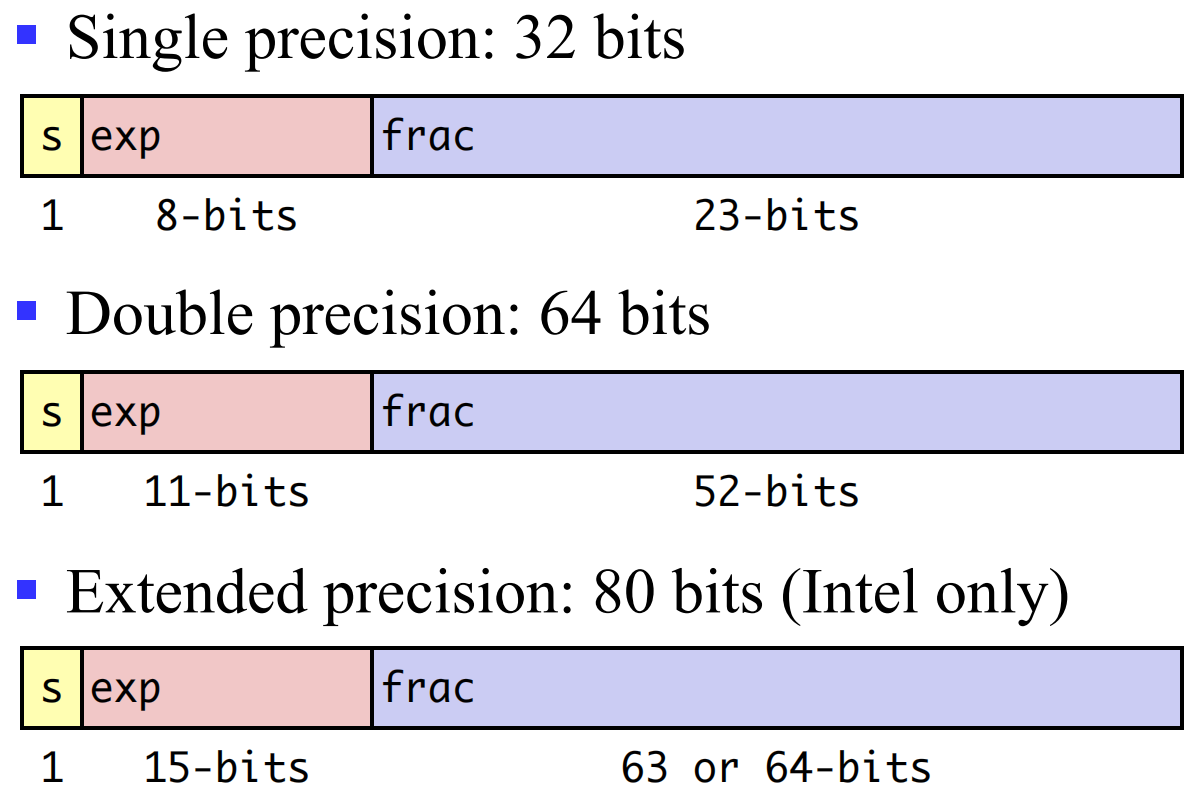 Single precision: 32 bits
s exp frac
1 8-bits 23-bits
Double precision: 64 bits
s exp frac
1 11-bits 52-bits
Extended precision: 80 bits (Intel only)
s exp frac
1 15-bits 63 or 64-bits